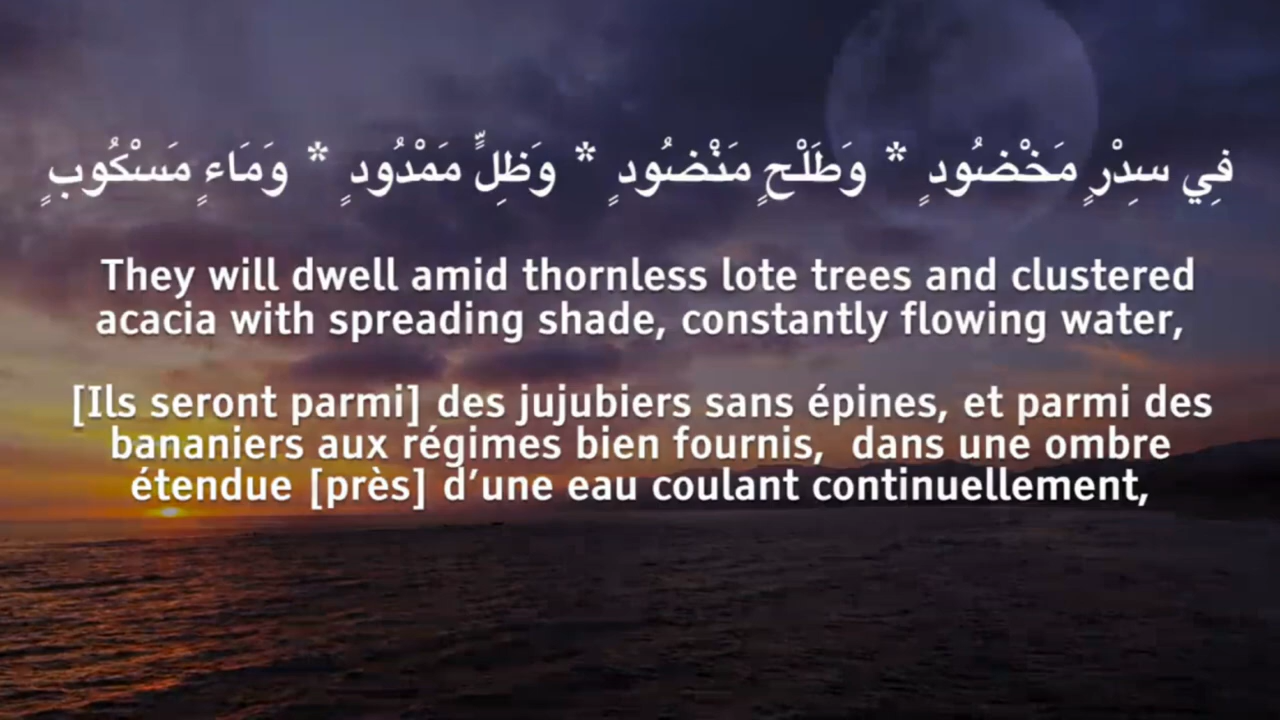 فِي سِدْرٍ مَخْضُودٍ * وَطَلْحٍ مَنْضُودٍ * وَظِلٍّ مَمْدُودٍ * وَمَاءٍ مَسْكُوبٍ
They will dwell amid thornless lote trees and clustered
acacia with spreading shade, constantly flowing water,
[Ils seront parmi] des jujubiers sans épines, et parmi des
bananiers aux régimes bien fournis,  dans une ombre
étendue [près] d’une eau coulant continuellement,